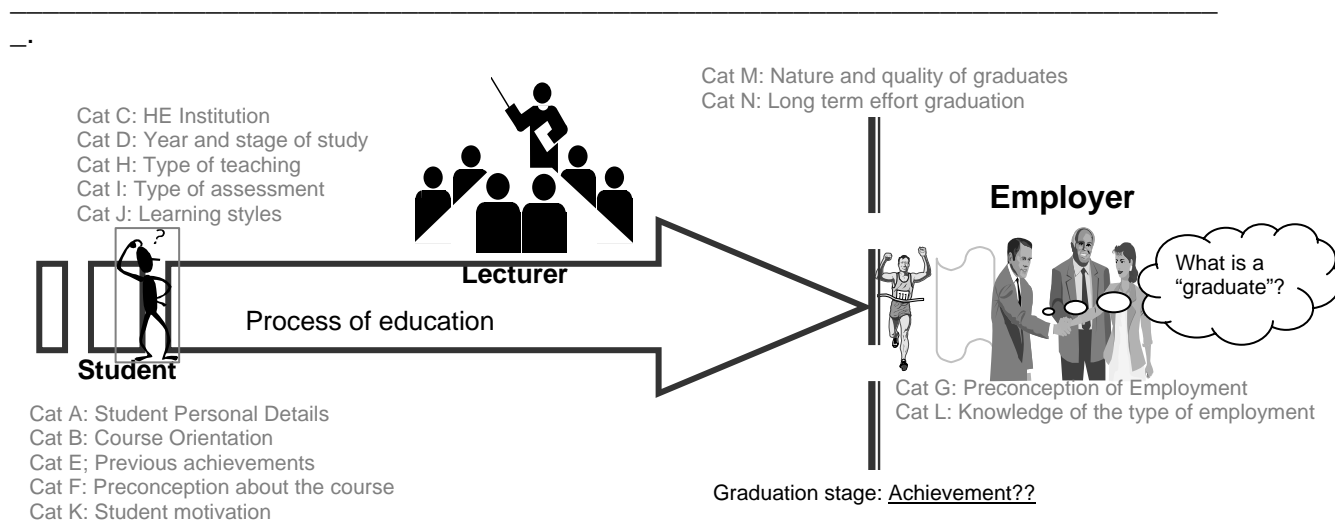 _.
Cat M: Nature and quality of graduates
Cat N: Long term effort graduation
Cat C: HE Institution
Cat D: Year and stage of study
Cat H: Type of teaching
Cat I: Type of assessment
Cat J: Learning styles
?
Employer
What is a
“graduate”?
Lecturer
Process of education
Student
Cat G: Preconception of Employment
Cat L: Knowledge of the type of employment
Cat A: Student Personal Details
Cat B: Course Orientation
Cat E; Previous achievements
Cat F: Preconception about the course
Cat K: Student motivation
Graduation stage: Achievement??